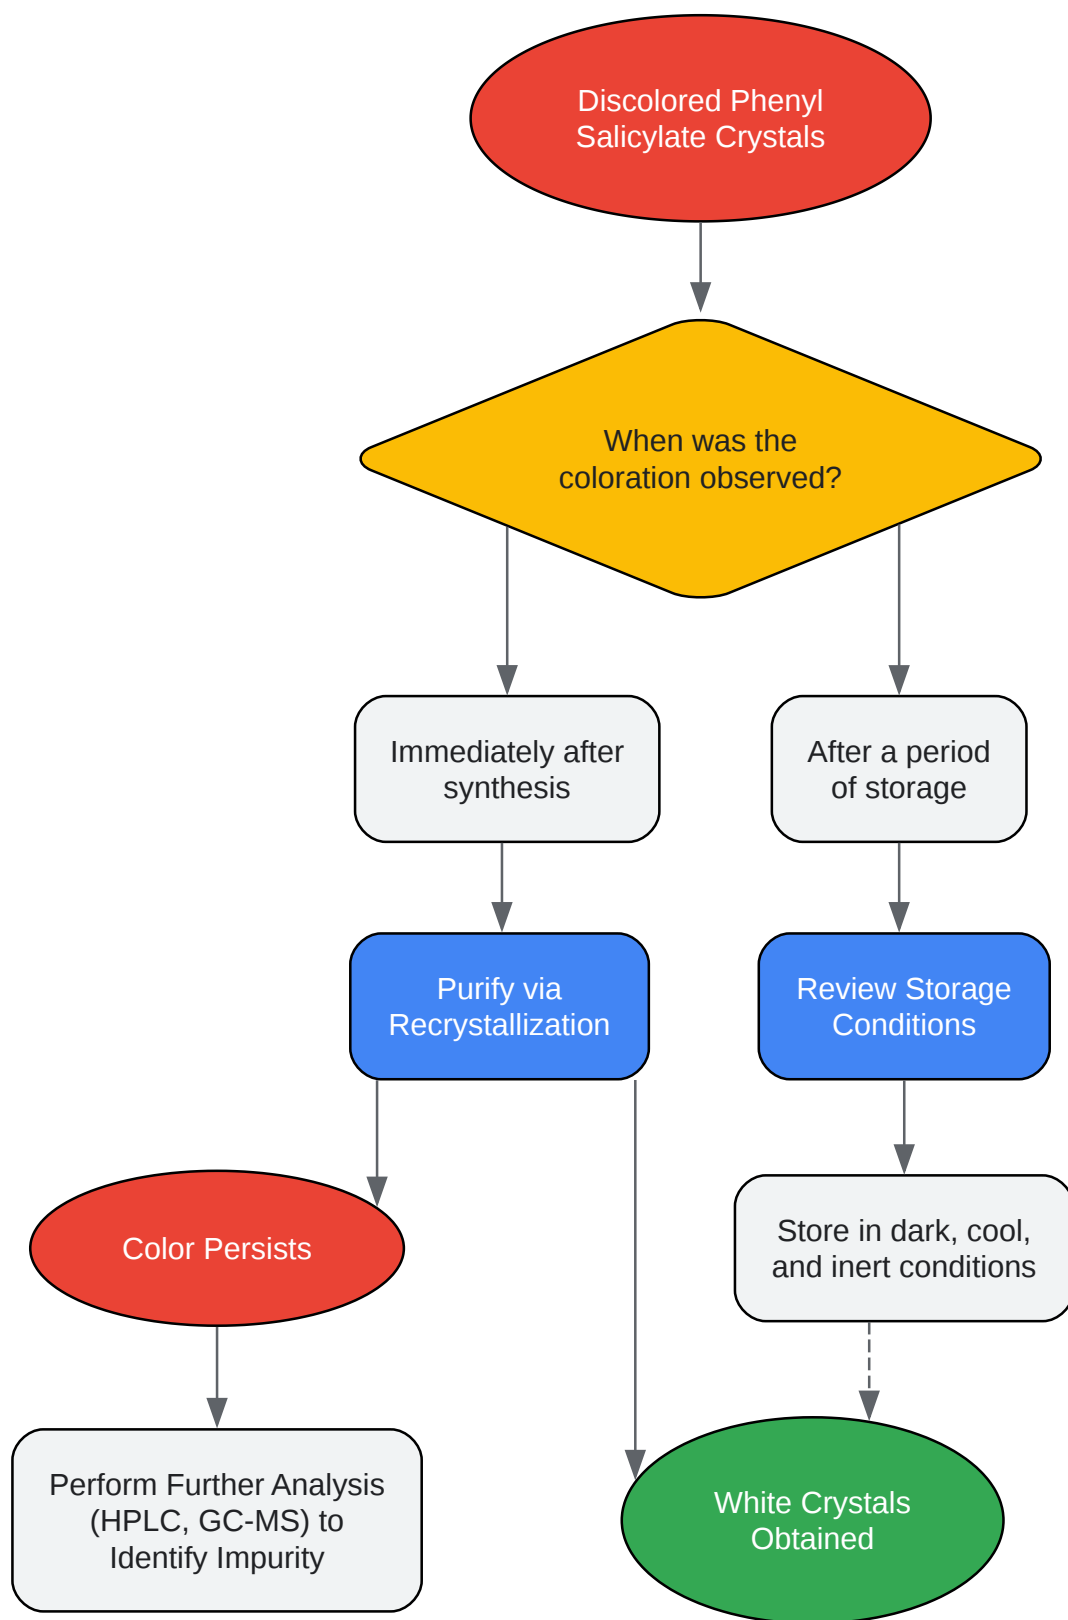 Discolored Phenyl
Salicylate Crystals
When was the
coloration observed?
Immediately after
synthesis
After a period
of storage
Purify via
Recrystallization
Review Storage
Conditions
Color Persists
Store in dark, cool,
and inert conditions
Perform Further Analysis
(HPLC, GC-MS) to
Identify Impurity
White Crystals
Obtained